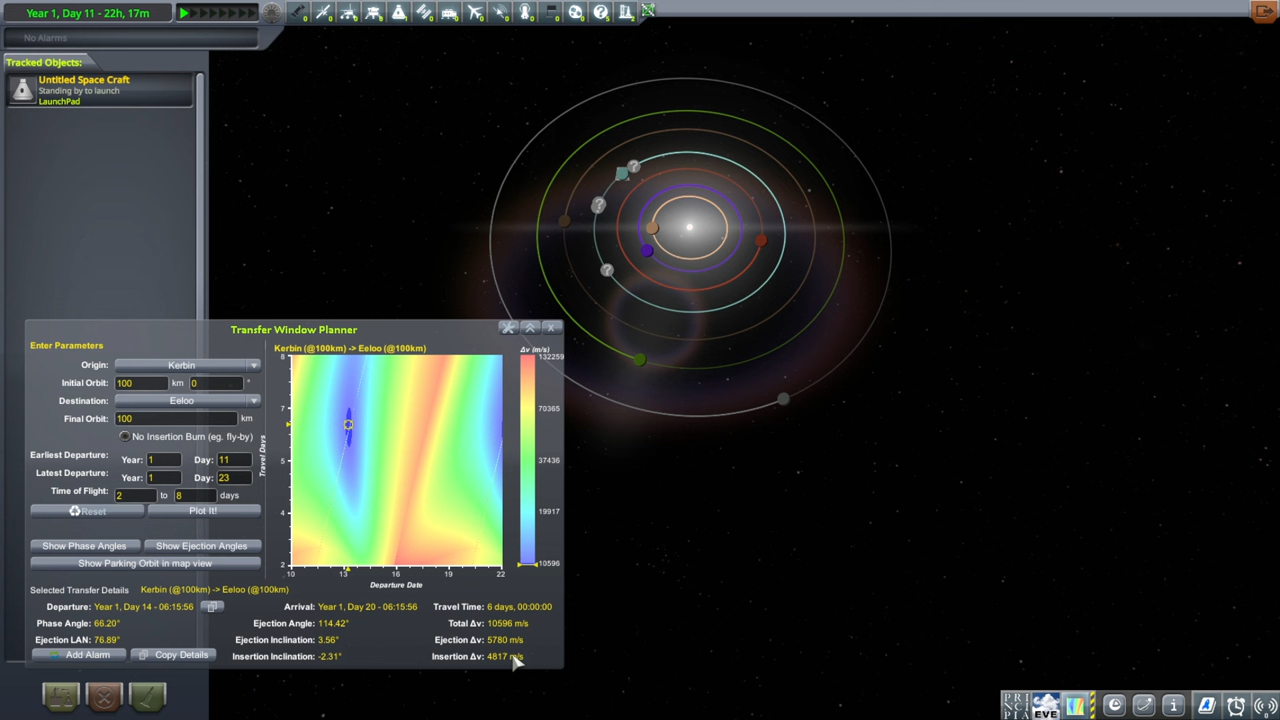 Year 1, Day 11 - 22h, 17m
No Alarms
Tracked Objects:
Untitled Space Craft
Standing by to launch
LaunchPad
Transfer Window Planner
Enter Parameters
Origin: Kerbin
Initial Orbit: 100 km 0 °
Destination: Eeloo
Final Orbit: 100 km
No Insertion Burn (eg. fly-by)
Earliest Departure: Year: 1 Day: 11
Latest Departure: Year: 1 Day: 23
Time of Flight: 2 to 8 days
Reset Plot It!
Show Phase Angles Show Ejection Angles
Show Parking Orbit in map view
Kerbin (@100km) -> Eeloo (@100km)
Δv (m/s)
8
7
5
4
2
Travel Days
10 13 16 19 22
Departure Date
132259
70365
37436
19917
10596
Selected Transfer Details Kerbin (@100km) -> Eeloo (@100km)
Departure: Year 1, Day 14 - 06:15:56
Arrival: Year 1, Day 20 - 06:15:56
Travel Time: 6 days, 00:00:00
Phase Angle: 66.20°
Ejection Angle: 114.42°
Total Δv: 10596 m/s
Ejection LAN: 76.89°
Ejection Inclination: 3.56°
Ejection Δv: 5780 m/s
Add Alarm Copy Details
Insertion Inclination: -2.31°
Insertion Δv: 4817 m/s
PRINCIPIA
EVE